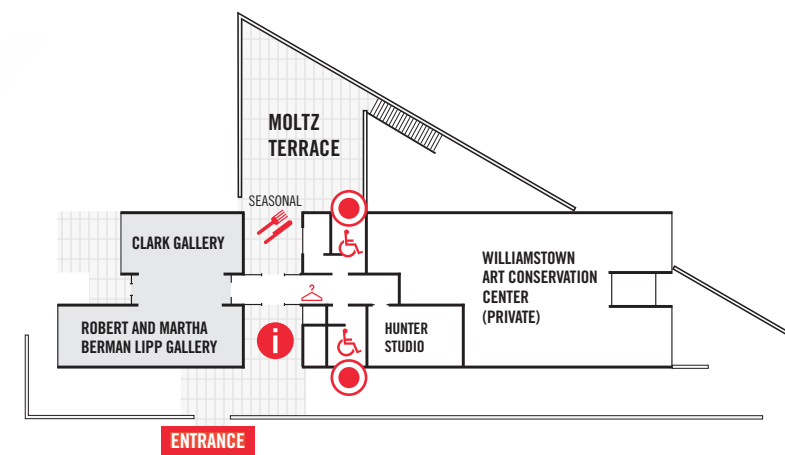 MOLTZ
TERRACE
SEASONAL
CLARK GALLERY
WILLIAMSTOWN
ART CONSERVATION
CENTER
(PRIVATE)
ROBERT AND MARTHA
BERMAN LIPP GALLERY
i
HUNTER
STUDIO
ENTRANCE